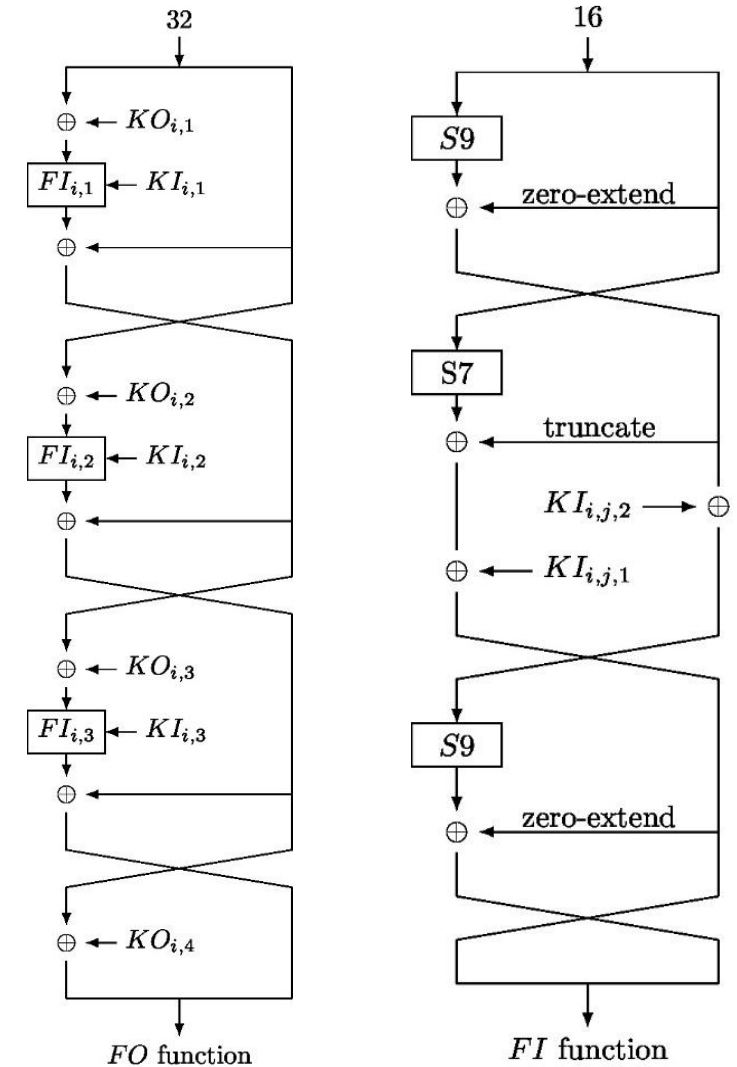 32
KO_{i,1}
FI_{i,1} KI_{i,1}
KO_{i,2}
FI_{i,2} KI_{i,2}
KO_{i,3}
FI_{i,3} KI_{i,3}
KO_{i,4}
FO function
16
S9
zero-extend
S7
truncate
KI_{i,j,2}
KI_{i,j,1}
S9
zero-extend
FI function